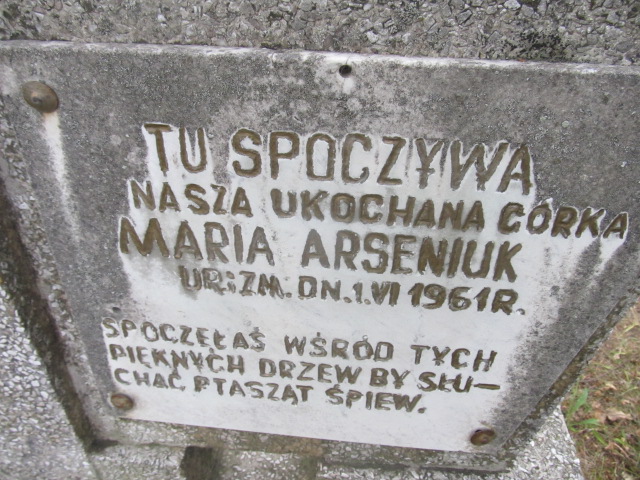 TU SPOCZYWA
NASZA UKOCHANA CÓRKA
MARIA ARSENIUK
UR: ZM. DN. 1. VI 1961 R.
SPOCZĘŁAŚ WŚRÓD TYCH
PIĘKNYCH DRZEW BY SŁU-
CHAĆ PTASZĄT ŚPIEW.